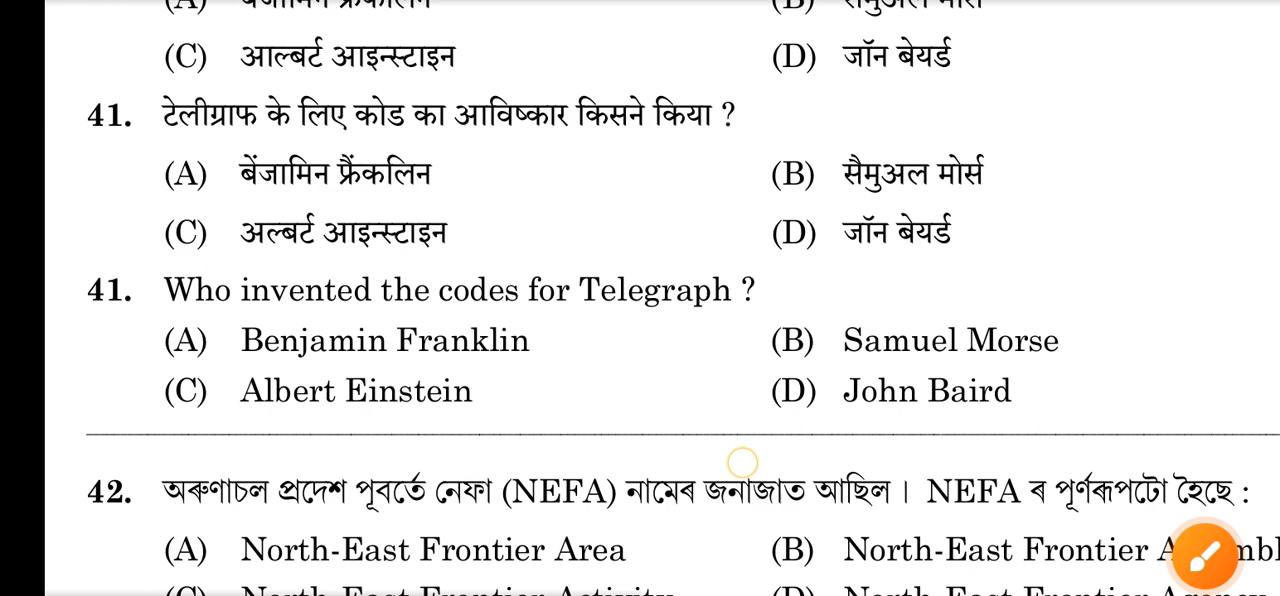 (C) आल्बर्ट आइन्स्टाइन (D) जॉन बेयर्ड
41. टेलीग्राफ के लिए कोड का आविष्कार किसने किया ?
(A) बेंजामिन फ्रैंकलिन (B) सैमुअल मोर्स
(C) अल्बर्ट आइन्स्टाइन (D) जॉन बेयर्ड
41. Who invented the codes for Telegraph ?
(A) Benjamin Franklin (B) Samuel Morse
(C) Albert Einstein (D) John Baird
42. অৰুণাচল প্ৰদেশ পূবৰ্তে নেফা (NEFA) নামেৰ জনাজাত আছিল । NEFA ৰ পূৰ্ণৰূপটো হৈছে :
(A) North-East Frontier Area (B) North-East Frontier